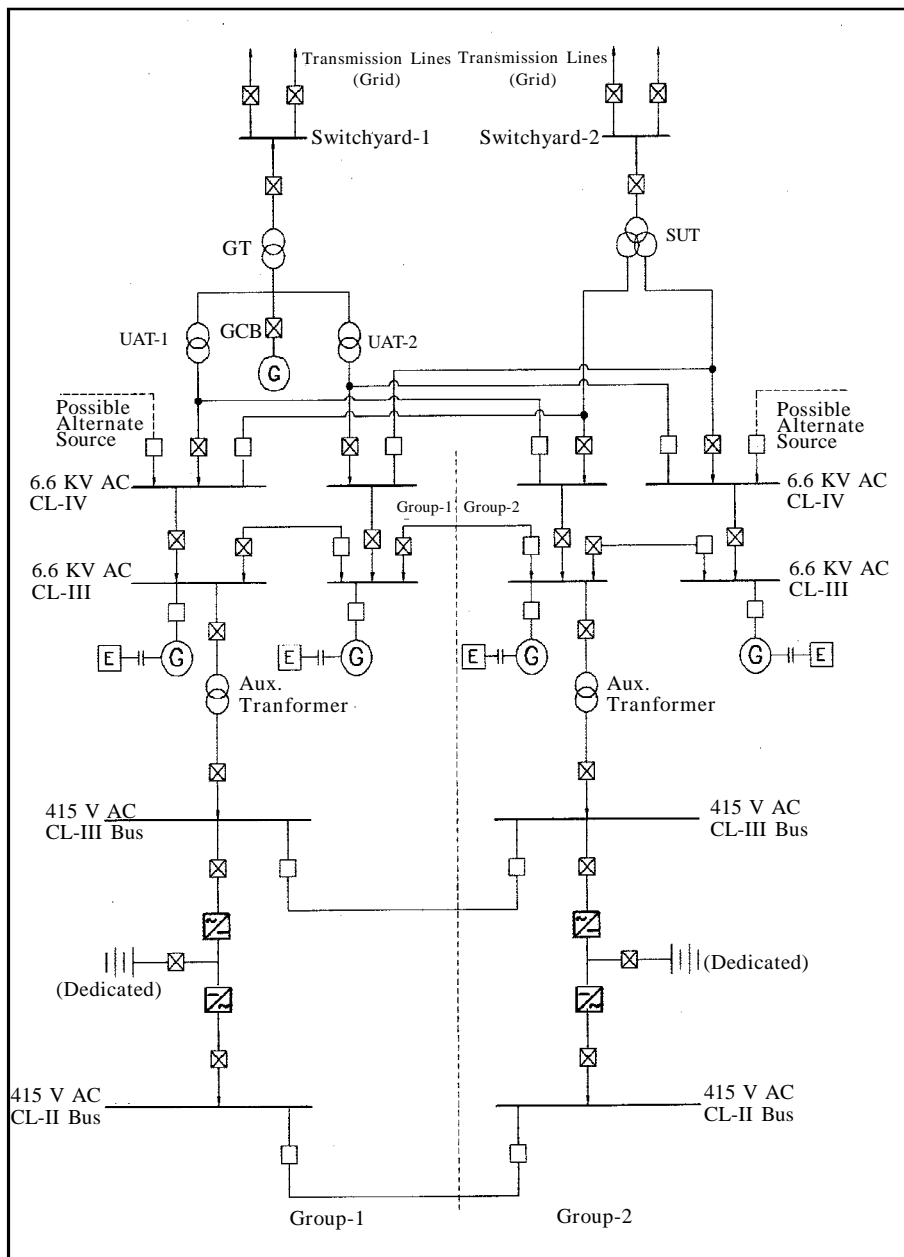 Transmission Lines Transmission Lines
(Grid) (Grid)
Switchyard-1 Switchyard-2
GT
SUT
UAT-1
GCB
UAT-2
G
Possible
Alternate
Source
Possible
Alternate
Source
6.6 KV AC
CL-IV
6.6 KV AC
CL-IV
Group-1 Group-2
6.6 KV AC
CL-III
6.6 KV AC
CL-III
E G E G E G G E
Aux.
Tranformer
Aux.
Tranformer
415 V AC
CL-III Bus
415 V AC
CL-III Bus
(Dedicated) (Dedicated)
415 V AC
CL-II Bus
415 V AC
CL-II Bus
Group-1 Group-2